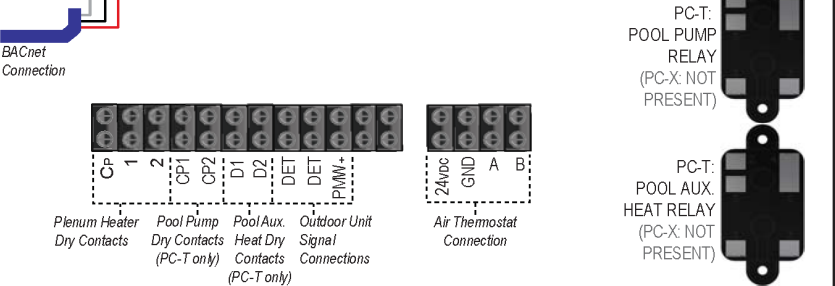 BACnet
Connection
PC-T:
POOL PUMP
RELAY
(PC-X: NOT
PRESENT)
CP 1 2 CP1 CP2 D1 D2 DET DET PMW+
24VDC GND A B
Plenum Heater
Dry Contacts
Pool Pump
Dry Contacts
(PC-T only)
Pool Aux.
Heat Dry
Contacts
(PC-T only)
Outdoor Unit
Signal
Connections
Air Thermostat
Connection
PC-T:
POOL AUX.
HEAT RELAY
(PC-X: NOT
PRESENT)